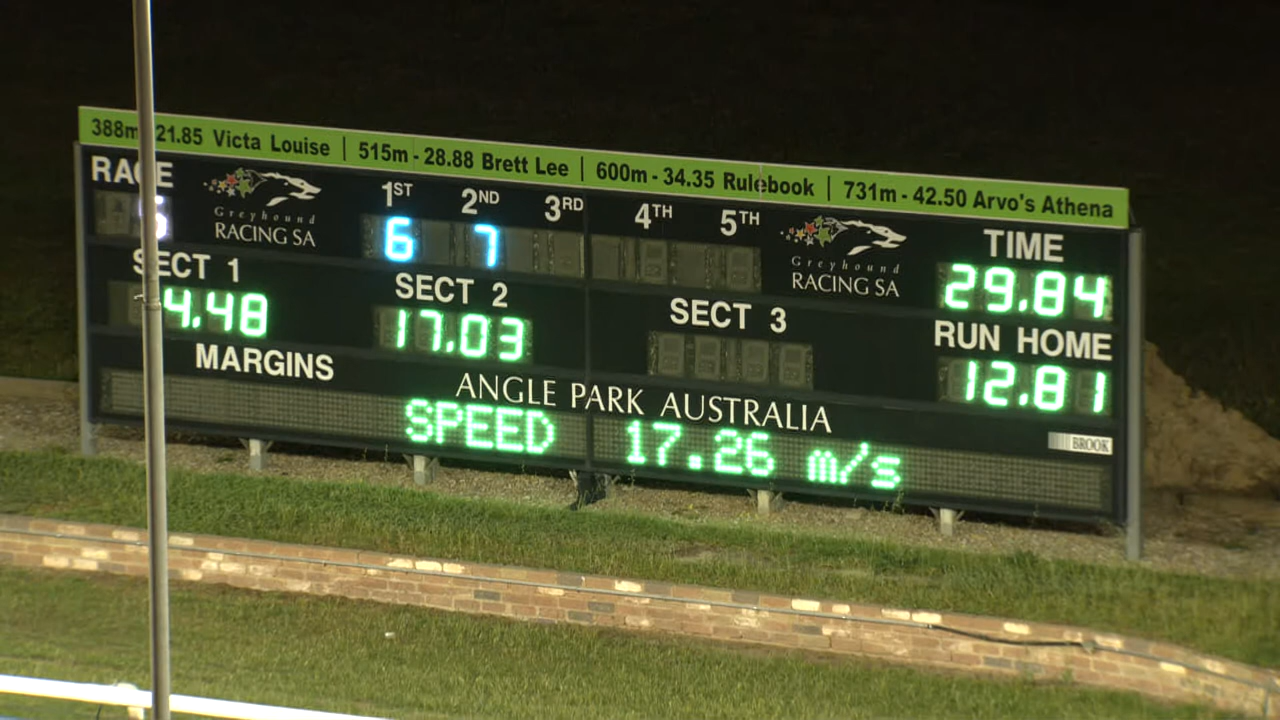 388m 21.85 Victa Louise | 515m - 28.88 Brett Lee | 600m - 34.35 Rulebook | 731m - 42.50 Arvo's Athena
RACE
Greyhound
RACING SA
1ST 2ND 3RD 4TH 5TH
6 7
Greyhound
RACING SA
TIME
29.84
SECT 1
4.48
SECT 2
17.03
SECT 3
RUN HOME
12.81
MARGINS
ANGLE PARK AUSTRALIA
SPEED 17.26 m/s
BROOK